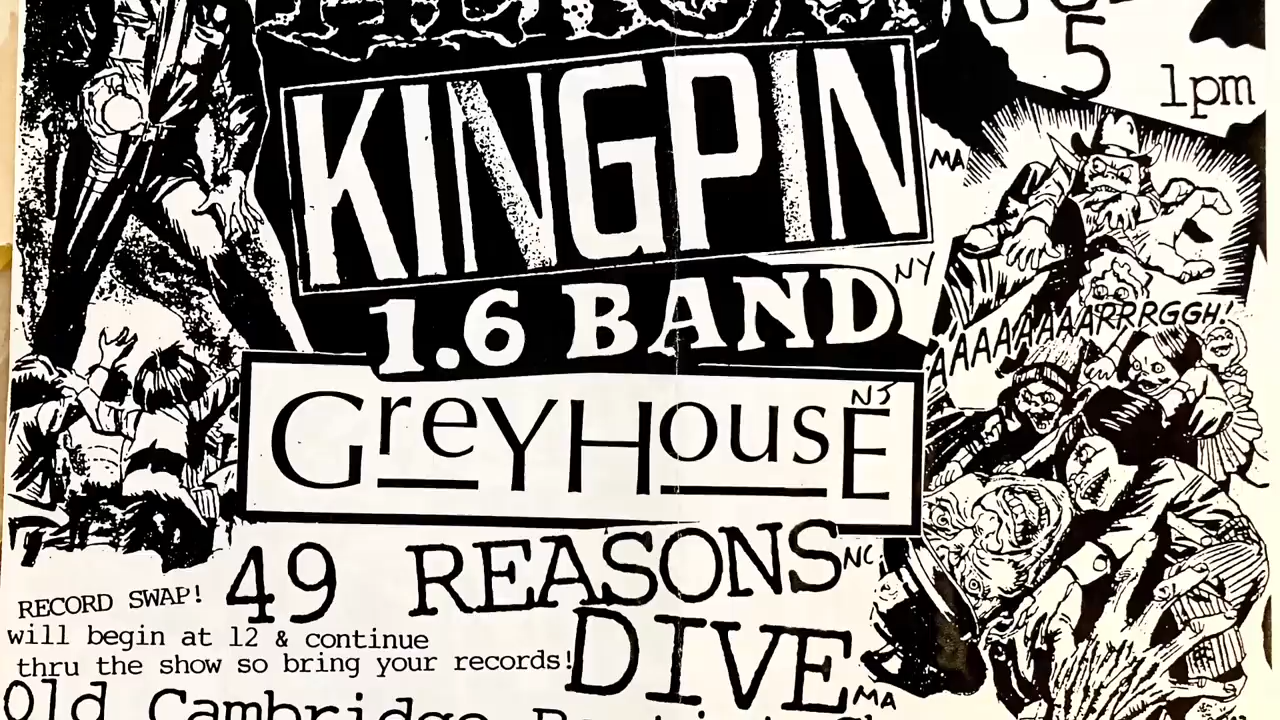 5 1pm
KINGPIN MA
1.6 BAND NY
AAAAAAAARRRGGH!
GreYHousE NJ
49 REASONS NC
RECORD SWAP!
will begin at 12 & continue
thru the show so bring your records!
DIVE MA
Old Cambridge Baptist